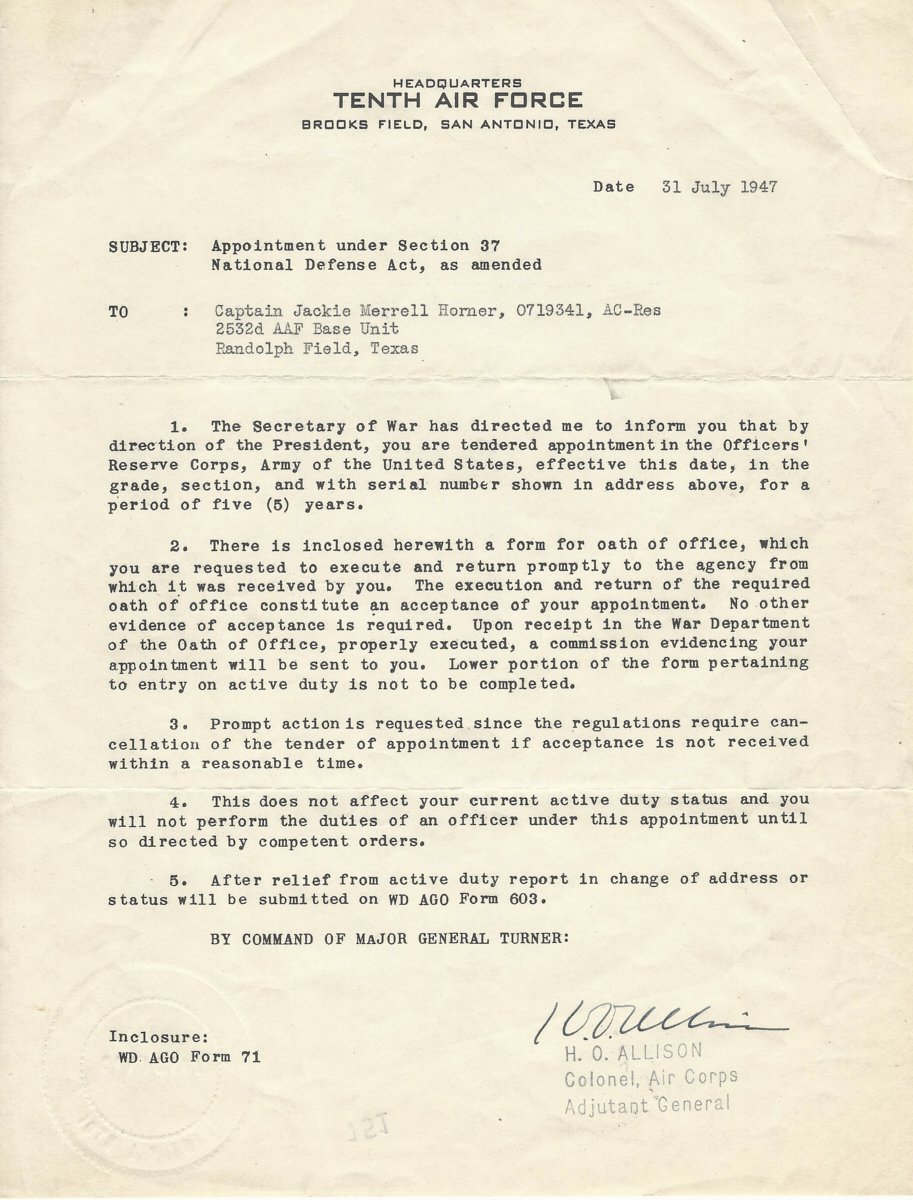 HEADQUARTERS
TENTH AIR FORCE
BROOKS FIELD, SAN ANTONIO, TEXAS
Date 31 July 1947
SUBJECT: Appointment under Section 37
National Defense Act, as amended
TO : Captain Jackie Merrell Horner, O719341, AC-Res
2532d AAF Base Unit
Randolph Field, Texas
1. The Secretary of War has directed me to inform you that by
direction of the President, you are tendered appointment in the Officers'
Reserve Corps, Army of the United States, effective this date, in the
grade, section, and with serial number shown in address above, for a
period of five (5) years.
2. There is inclosed herewith a form for oath of office, which
you are requested to execute and return promptly to the agency from
which it was received by you. The execution and return of the required
oath of office constitute an acceptance of your appointment. No other
evidence of acceptance is required. Upon receipt in the War Department
of the Oath of Office, properly executed, a commission evidencing your
appointment will be sent to you. Lower portion of the form pertaining
to entry on active duty is not to be completed.
3. Prompt action is requested since the regulations require can-
cellation of the tender of appointment if acceptance is not received
within a reasonable time.
4. This does not affect your current active duty status and you
will not perform the duties of an officer under this appointment until
so directed by competent orders.
5. After relief from active duty report in change of address or
status will be submitted on WD AGO Form 603.
BY COMMAND OF MAJOR GENERAL TURNER:
Inclosure:
WD AGO Form 71
H. O. Allison
H. O. ALLISON
Colonel, Air Corps
Adjutant General